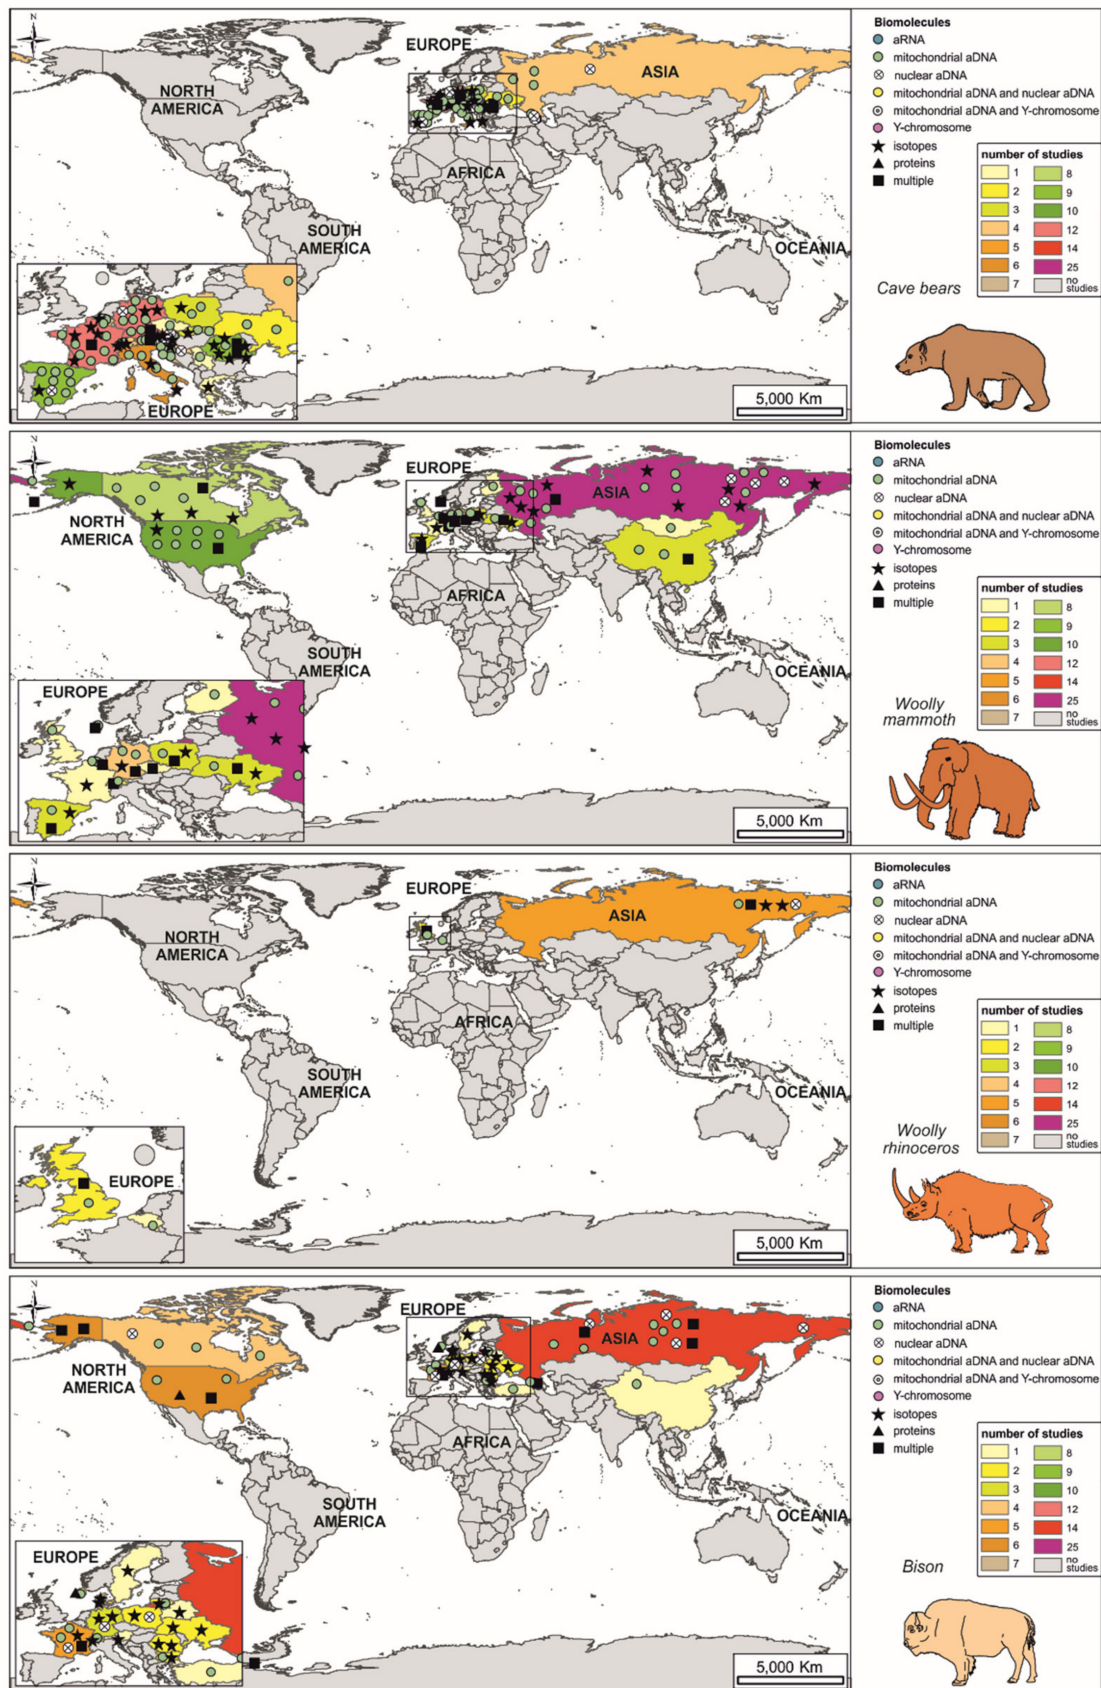 N
EUROPE
ASIA
NORTH
AMERICA
AFRICA
SOUTH
AMERICA
OCEANIA
EUROPE
5,000 Km
Biomolecules
aRNA
mitochondrial aDNA
nuclear aDNA
mitochondrial aDNA and nuclear aDNA
mitochondrial aDNA and Y-chromosome
Y-chromosome
isotopes
proteins
multiple
number of studies
1 8
2 9
3 10
4 12
5 14
6 25
7 no
studies
Cave bears
N
EUROPE
ASIA
NORTH
AMERICA
AFRICA
SOUTH
AMERICA
OCEANIA
EUROPE
5,000 Km
Biomolecules
aRNA
mitochondrial aDNA
nuclear aDNA
mitochondrial aDNA and nuclear aDNA
mitochondrial aDNA and Y-chromosome
Y-chromosome
isotopes
proteins
multiple
number of studies
1 8
2 9
3 10
4 12
5 14
6 25
7 no
studies
Woolly
mammoth
N
EUROPE
ASIA
NORTH
AMERICA
AFRICA
SOUTH
AMERICA
OCEANIA
EUROPE
5,000 Km
Biomolecules
aRNA
mitochondrial aDNA
nuclear aDNA
mitochondrial aDNA and nuclear aDNA
mitochondrial aDNA and Y-chromosome
Y-chromosome
isotopes
proteins
multiple
number of studies
1 8
2 9
3 10
4 12
5 14
6 25
7 no
studies
Woolly
rhinoceros
N
EUROPE
ASIA
NORTH
AMERICA
AFRICA
SOUTH
AMERICA
OCEANIA
EUROPE
5,000 Km
Biomolecules
aRNA
mitochondrial aDNA
nuclear aDNA
mitochondrial aDNA and nuclear aDNA
mitochondrial aDNA and Y-chromosome
Y-chromosome
isotopes
proteins
multiple
number of studies
1 8
2 9
3 10
4 12
5 14
6 25
7 no
studies
Bison